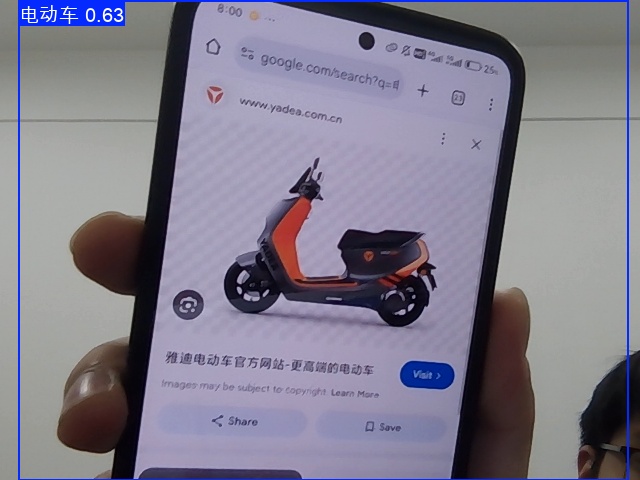 电动车 0.63
8:00
25%
google.com/search?q=
23
www.yadea.com.cn
雅迪电动车官方网站-更高端的电动车
Visit >
Images may be subject to copyright. Learn More
Share
Save